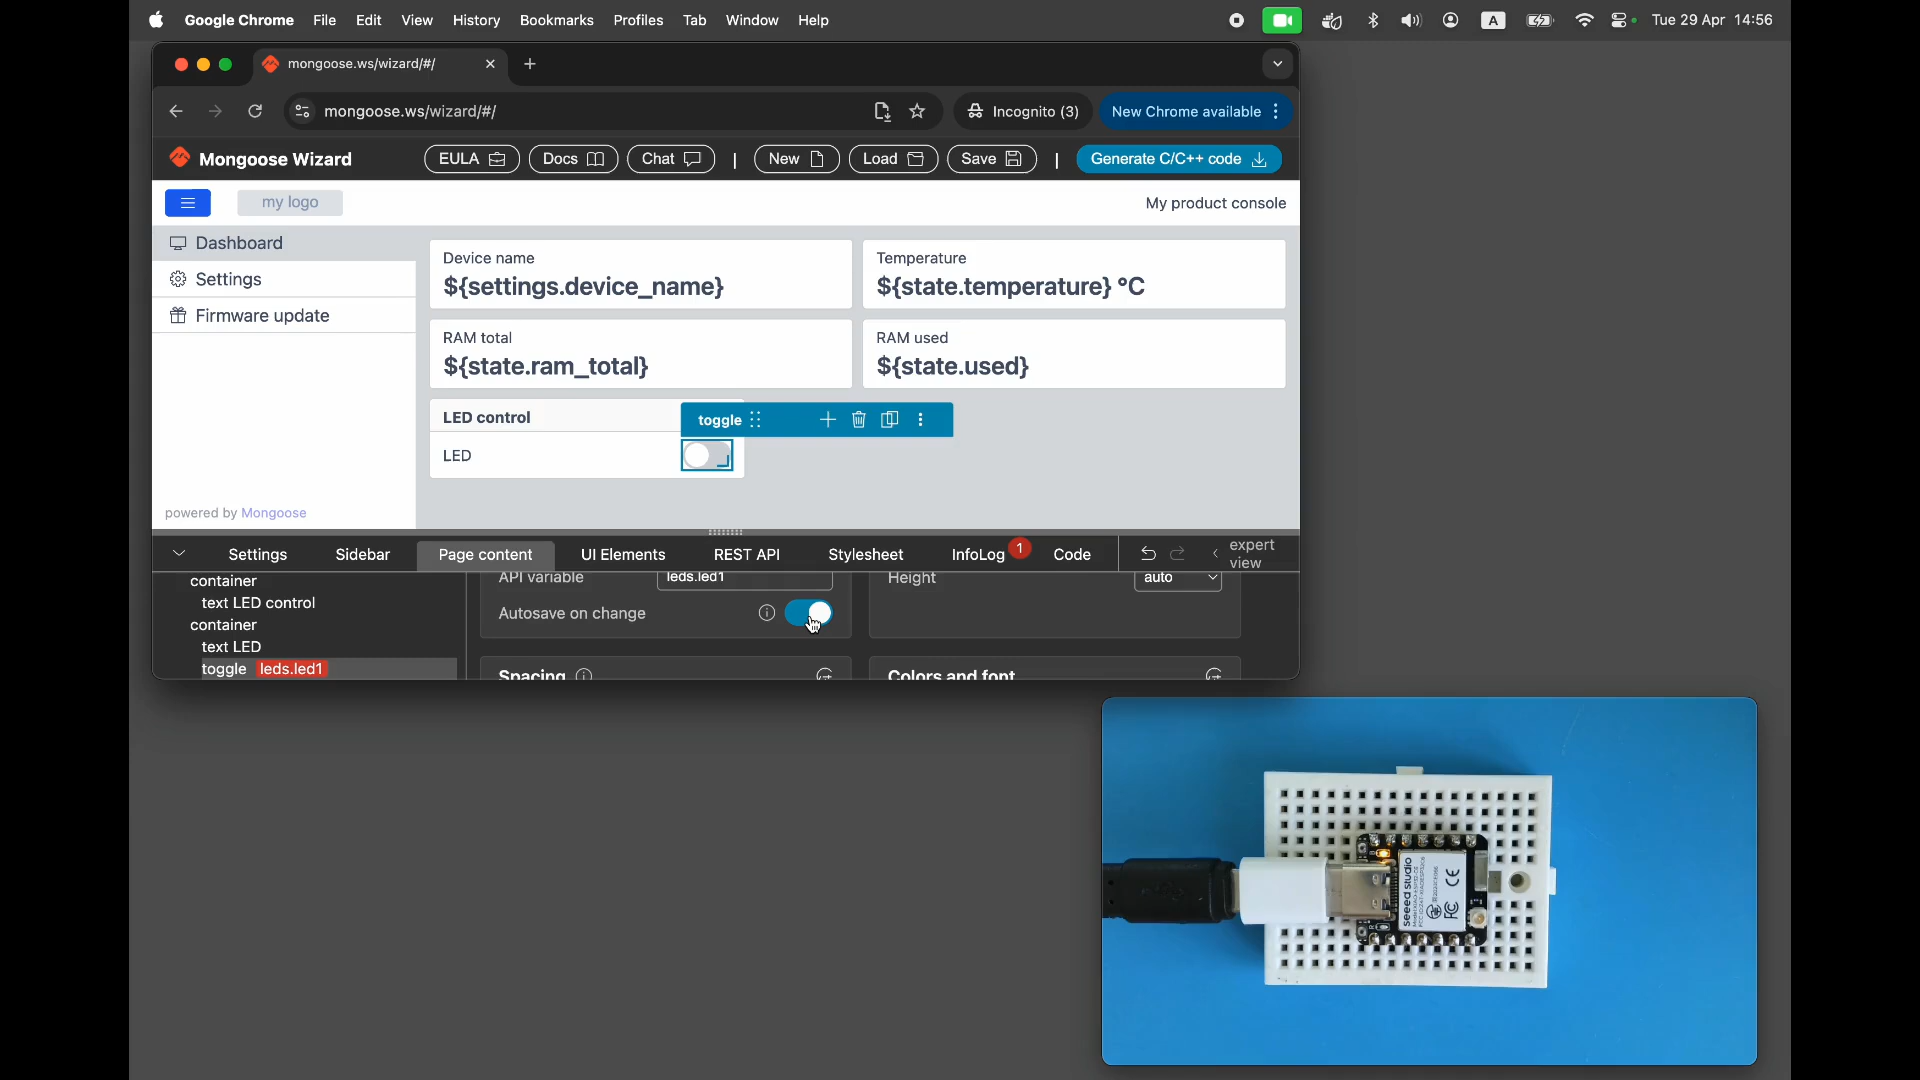 Google Chrome File Edit View History Bookmarks Profiles Tab Window Help A Tue 29 Apr 14:56
mongoose.ws/wizard/#/
mongoose.ws/wizard/#/ Incognito (3) New Chrome available
Mongoose Wizard EULA Docs Chat | New Load Save | Generate C/C++ code
my logo My product console
Dashboard
Settings
Firmware update
powered by Mongoose
Device name
${settings.device_name}
Temperature
${state.temperature} °C
RAM total
${state.ram_total}
RAM used
${state.used}
LED control
toggle
LED
Settings Sidebar Page content UI Elements REST API Stylesheet InfoLog 1 Code expert view
container
text LED control
container
text LED
toggle leds.led1
API variable leds.led1
Autosave on change
Height auto
Spacing
Colors and font
seeed studio
FC CE